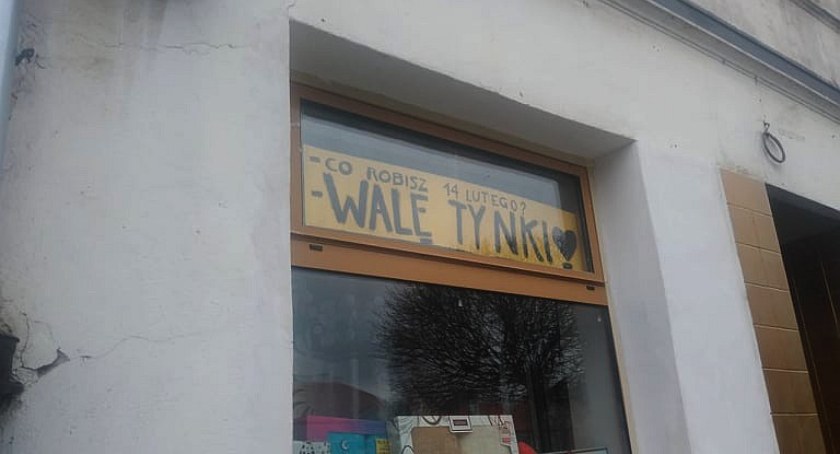 - CO ROBISZ 14 LUTEGO?
- WALĘ TYNKI